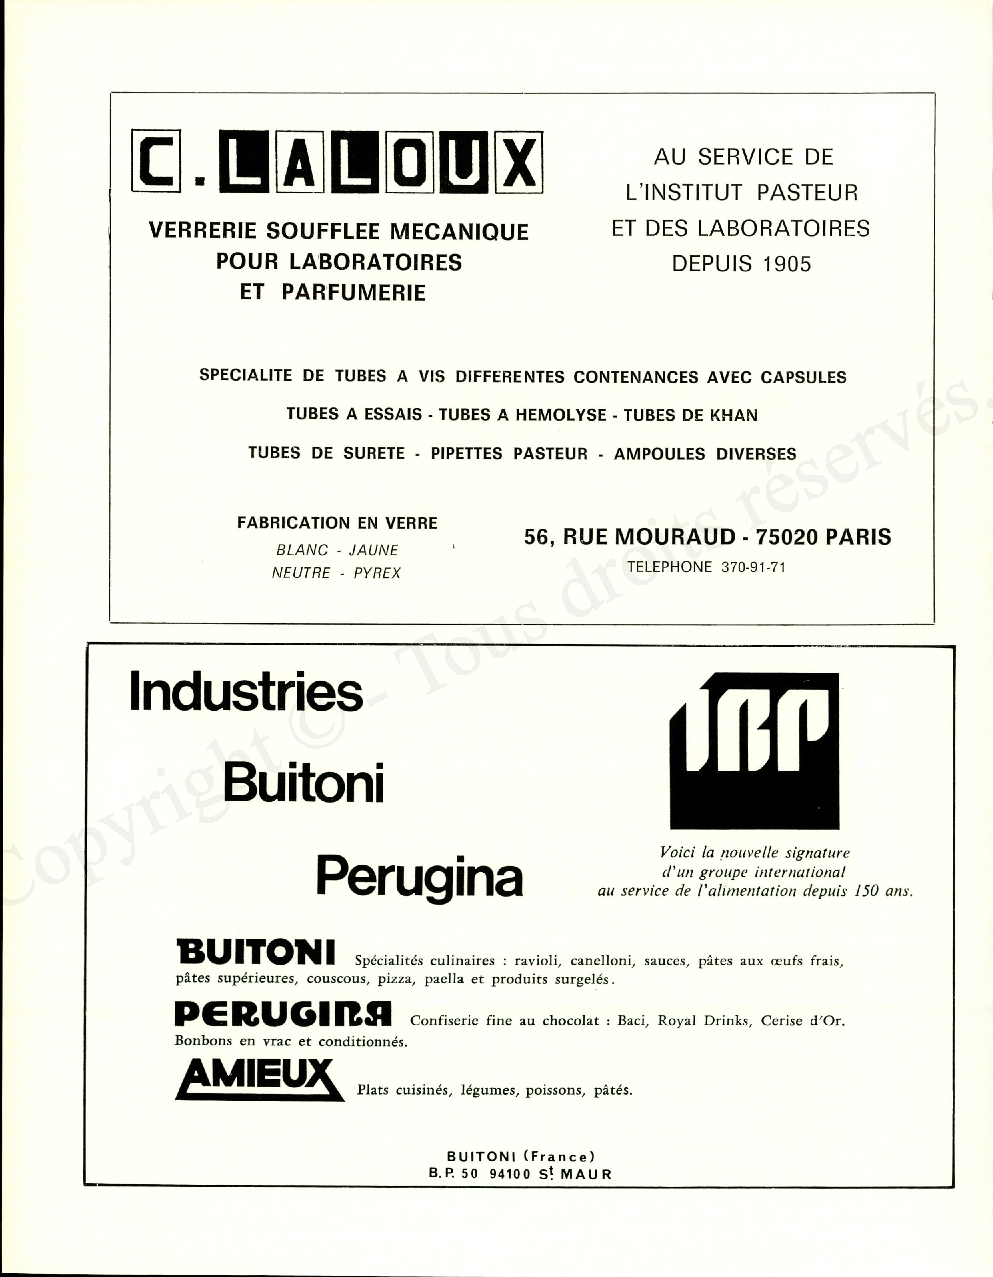 C. LALOUX
VERRERIE SOUFFLEE MECANIQUE
POUR LABORATOIRES
ET PARFUMERIE
AU SERVICE DE
L'INSTITUT PASTEUR
ET DES LABORATOIRES
DEPUIS 1905
SPECIALITE DE TUBES A VIS DIFFERENTES CONTENANCES AVEC CAPSULES
TUBES A ESSAIS - TUBES A HEMOLYSE - TUBES DE KHAN
TUBES DE SURETE - PIPETTES PASTEUR - AMPOULES DIVERSES
FABRICATION EN VERRE
BLANC - JAUNE
NEUTRE - PYREX
56, RUE MOURAUD - 75020 PARIS
TELEPHONE 370-91-71
Industries
Buitoni
Perugina
IBP
Voici la nouvelle signature
d'un groupe international
au service de l'alimentation depuis 150 ans.
BUITONI Spécialités culinaires : ravioli, canelloni, sauces, pâtes aux œufs frais,
pâtes supérieures, couscous, pizza, paella et produits surgelés.
PERUGINA Confiserie fine au chocolat : Baci, Royal Drinks, Cerise d'Or.
Bonbons en vrac et conditionnés.
AMIEUX Plats cuisinés, légumes, poissons, pâtés.
BUITONI (France)
B.P. 50 94100 St MAUR
Copyright © - Tous droits réservés.